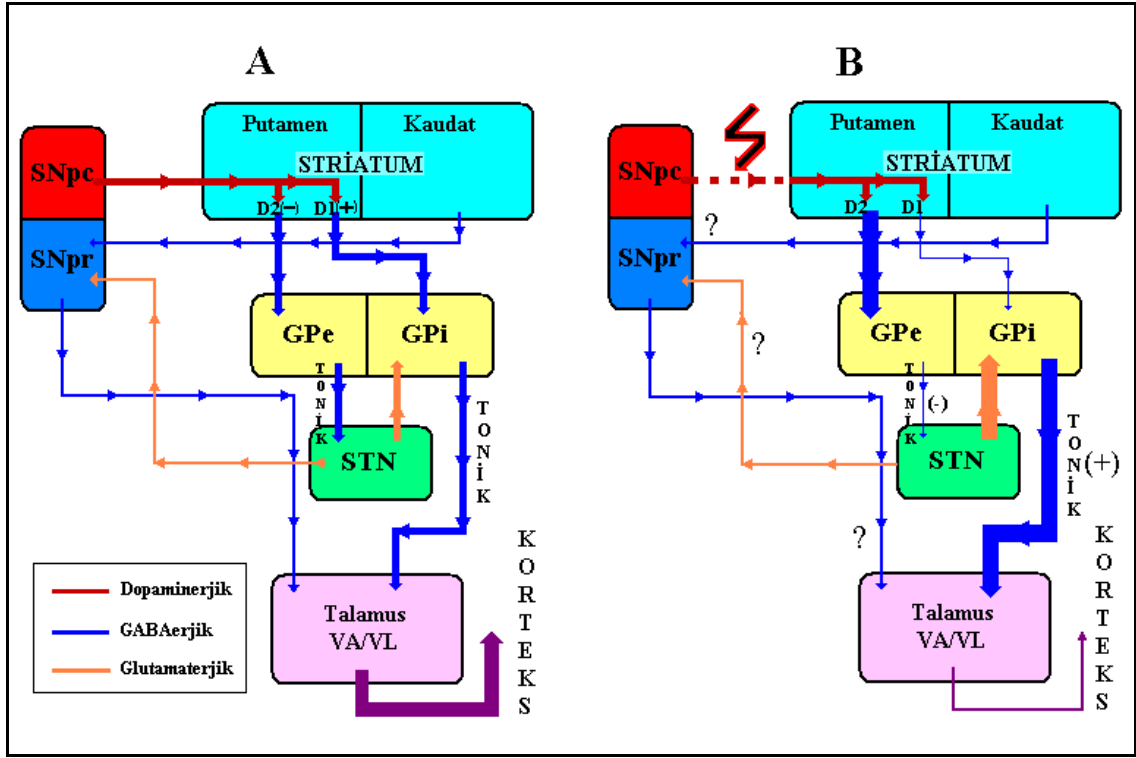 A
Putamen
Kaudat
STRİATUM
SNpc
D2(−)
D1(+)
SNpr
GPe
GPi
TONİK
STN
TONİK
KORTEKS
Talamus
VA/VL
Dopaminerjik
GABAerjik
Glutamaterjik
B
Putamen
Kaudat
STRİATUM
SNpc
D2
D1
?
SNpr
GPe
GPi
?
TONİK
(-)
STN
TONİK
(+)
?
KORTEKS
Talamus
VA/VL